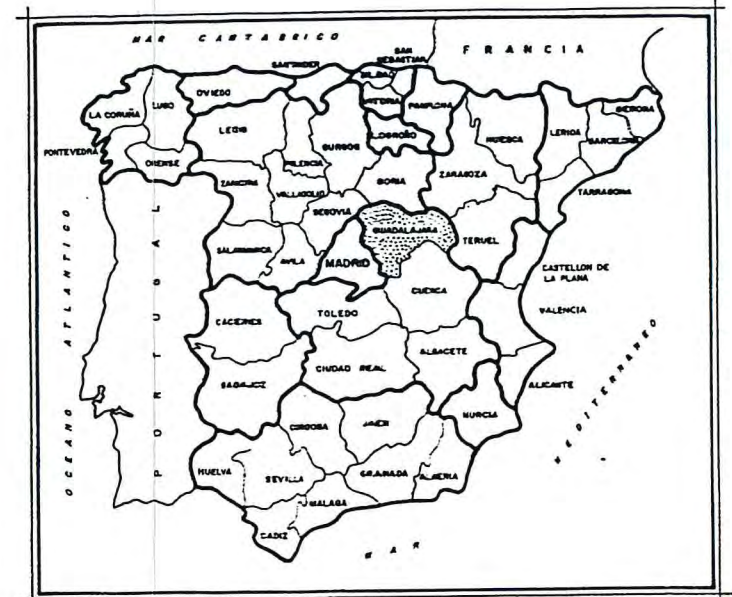 MAR CANTABRICO
FRANCIA
SAN
SEBASTIAN
SANTANDER
BILBAO
OVIEDO
LA CORUÑA
LUGO
VITORIA
PAMPLONA
GERONA
LEON
BURGOS
LOGROÑO
HUESCA
LERIDA
BARCELONA
PONTEVEDRA
ORENSE
PALENCIA
ZAMORA
VALLADOLID
SORIA
ZARAGOZA
TARRAGONA
SEGOVIA
GUADALAJARA
TERUEL
SALAMANCA
AVILA
MADRID
CASTELLON DE
LA PLANA
CUENCA
CACERES
TOLEDO
VALENCIA
ALBACETE
CIUDAD REAL
BADAJOZ
ALICANTE
MURCIA
CORDOBA
JAEN
HUELVA
SEVILLA
GRANADA
ALMERIA
MALAGA
CADIZ
PORTUGAL
OCEANO ATLANTICO
MAR MEDITERRANEO